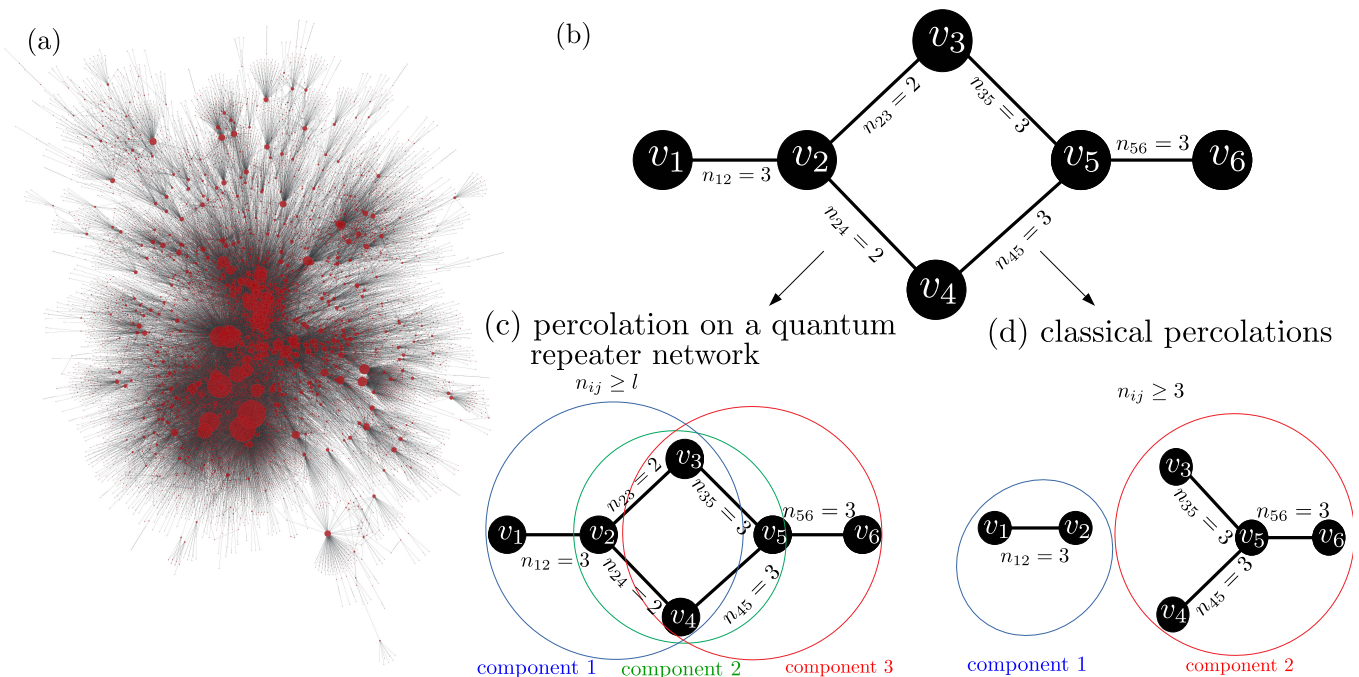 (a)
(b)
v₃
n₂₃ = 2
n₃₅ = 3
v₁
v₂
v₅
v₆
n₁₂ = 3
n₅₆ = 3
n₂₄ = 2
n₄₅ = 3
v₄
(c) percolation on a quantum
repeater network
nᵢⱼ ≥ l
v₃
n₂₃ = 2
n₃₅ = 3
n₅₆ = 3
v₁
v₂
v₅
v₆
n₁₂ = 3
n₂₄ = 2
n₄₅ = 3
v₄
component 1
component 2
component 3
(d) classical percolations
nᵢⱼ ≥ 3
v₃
n₃₅ = 3
n₅₆ = 3
v₁
v₂
v₅
v₆
n₁₂ = 3
n₄₅ = 3
v₄
component 1
component 2